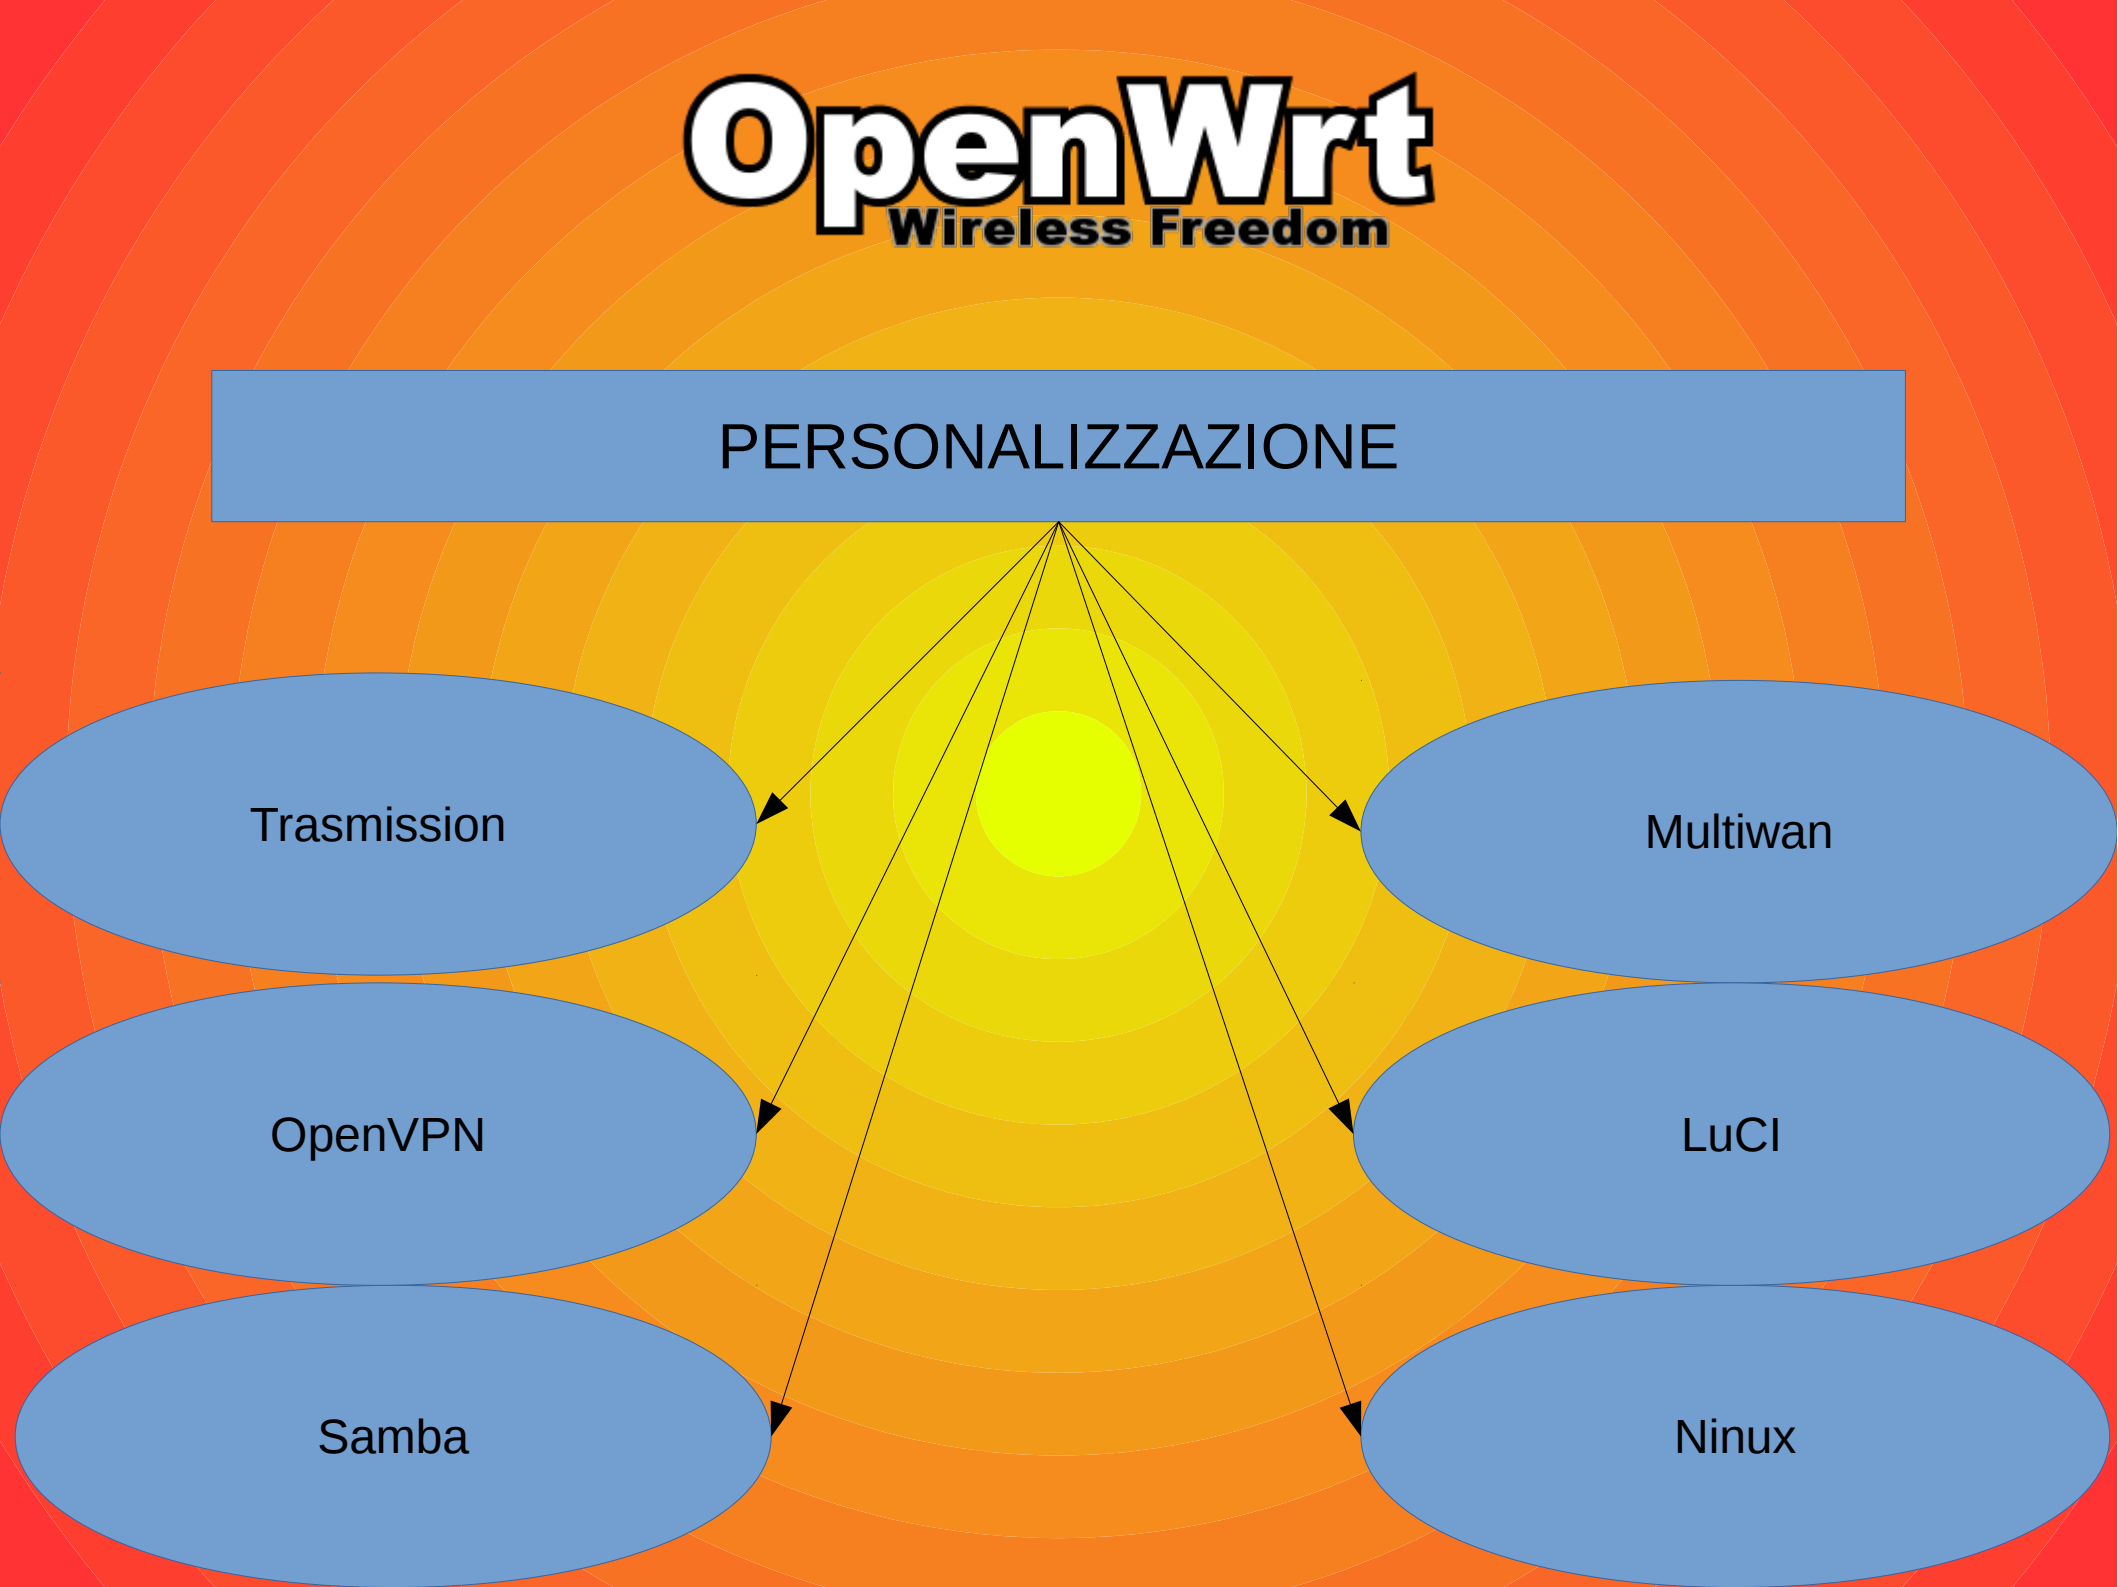 OpenWrt
Wireless Freedom
PERSONALIZZAZIONE
Trasmission
Multiwan
OpenVPN
LuCI
Samba
Ninux